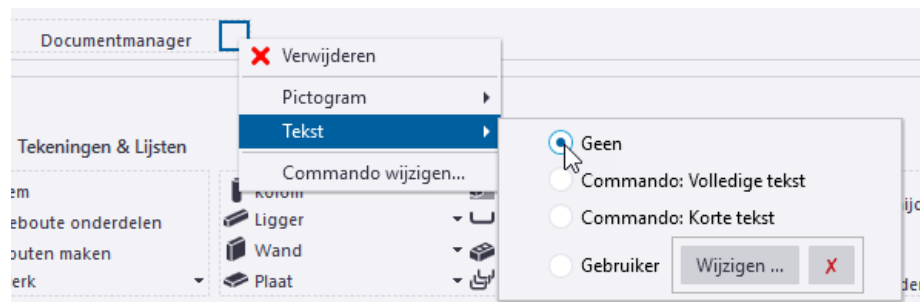 Documentmanager
Verwijderen
Pictogram
Tekst
Geen
Tekeningen & Lijsten
Commando wijzigen...
Commando: Volledige tekst
em
Kolom
eboute onderdelen
Ligger
Commando: Korte tekst
outen maken
Wand
Gebruiker
Wijzigen ...
X
erk
Plaat